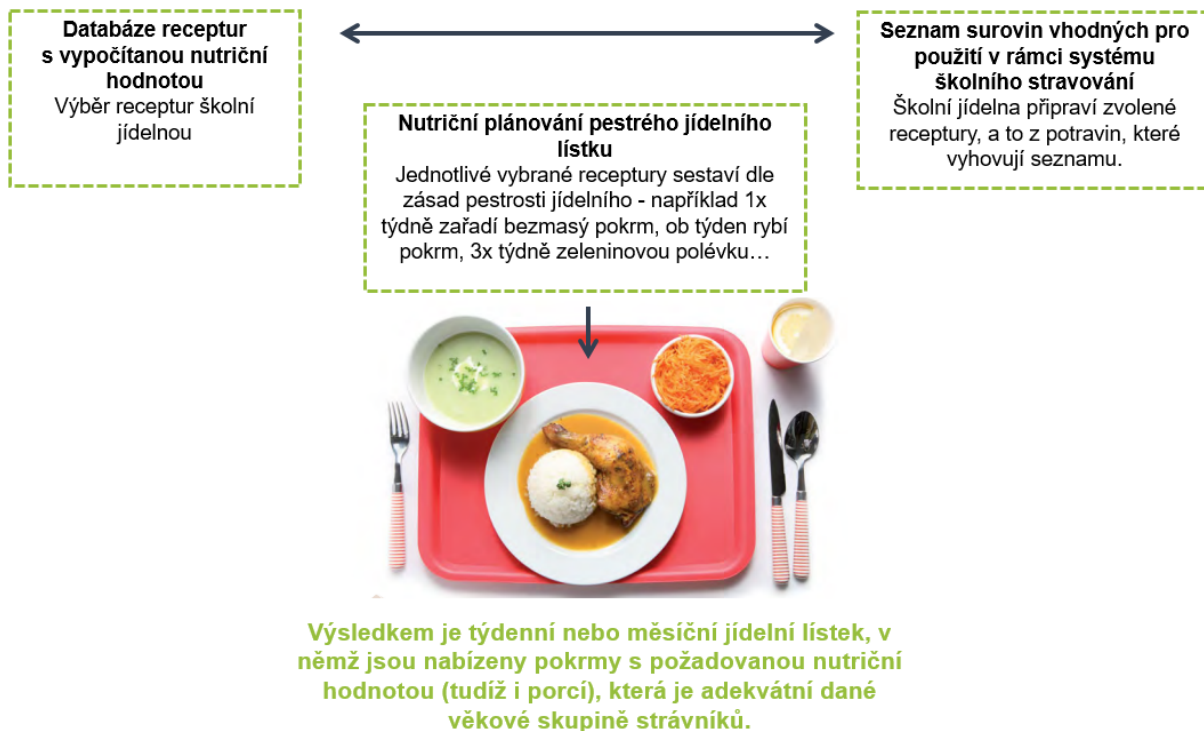 Databáze receptur
s vypočítanou nutriční
hodnotou
Výběr receptur školní
jídelnou
Seznam surovin vhodných pro
použití v rámci systému
školního stravování
Školní jídelna připraví zvolené
receptury, a to z potravin, které
vyhovují seznamu.
Nutriční plánování pestrého jídelního
lístku
Jednotlivé vybrané receptury sestaví dle
zásad pestrosti jídelního - například 1x
týdně zařadí bezmasý pokrm, ob týden rybí
pokrm, 3x týdně zeleninovou polévku…
Výsledkem je týdenní nebo měsíční jídelní lístek, v
němž jsou nabízeny pokrmy s požadovanou nutriční
hodnotou (tudíž i porcí), která je adekvátní dané
věkové skupině strávníků.